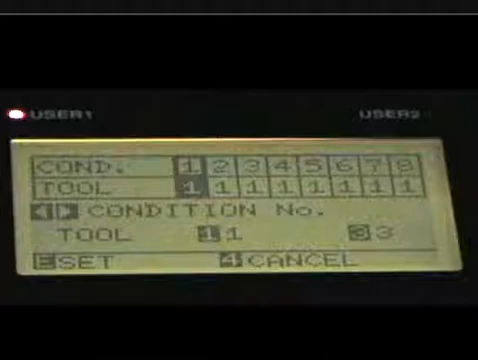 USER1 USER2
COND. 1 2 3 4 5 6 7 8
TOOL 1 1 1 1 1 1 1 1
◀ ▶ CONDITION No.
TOOL 1 1 3 3
E SET 4 CANCEL